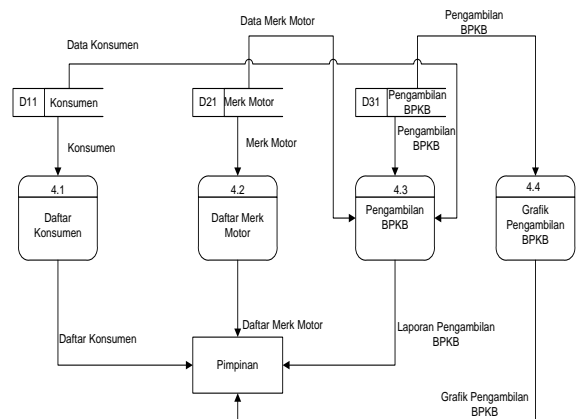 Pengambilan
BPKB
Data Merk Motor
Data Konsumen
D11 Konsumen
D21 Merk Motor
D31 Pengambilan
BPKB
Konsumen
Merk Motor
Pengambilan
BPKB
4.1
Daftar
Konsumen
4.2
Daftar Merk
Motor
4.3
Pengambilan
BPKB
4.4
Grafik
Pengambilan
BPKB
Daftar Konsumen
Daftar Merk Motor
Laporan Pengambilan
BPKB
Pimpinan
Grafik Pengambilan
BPKB